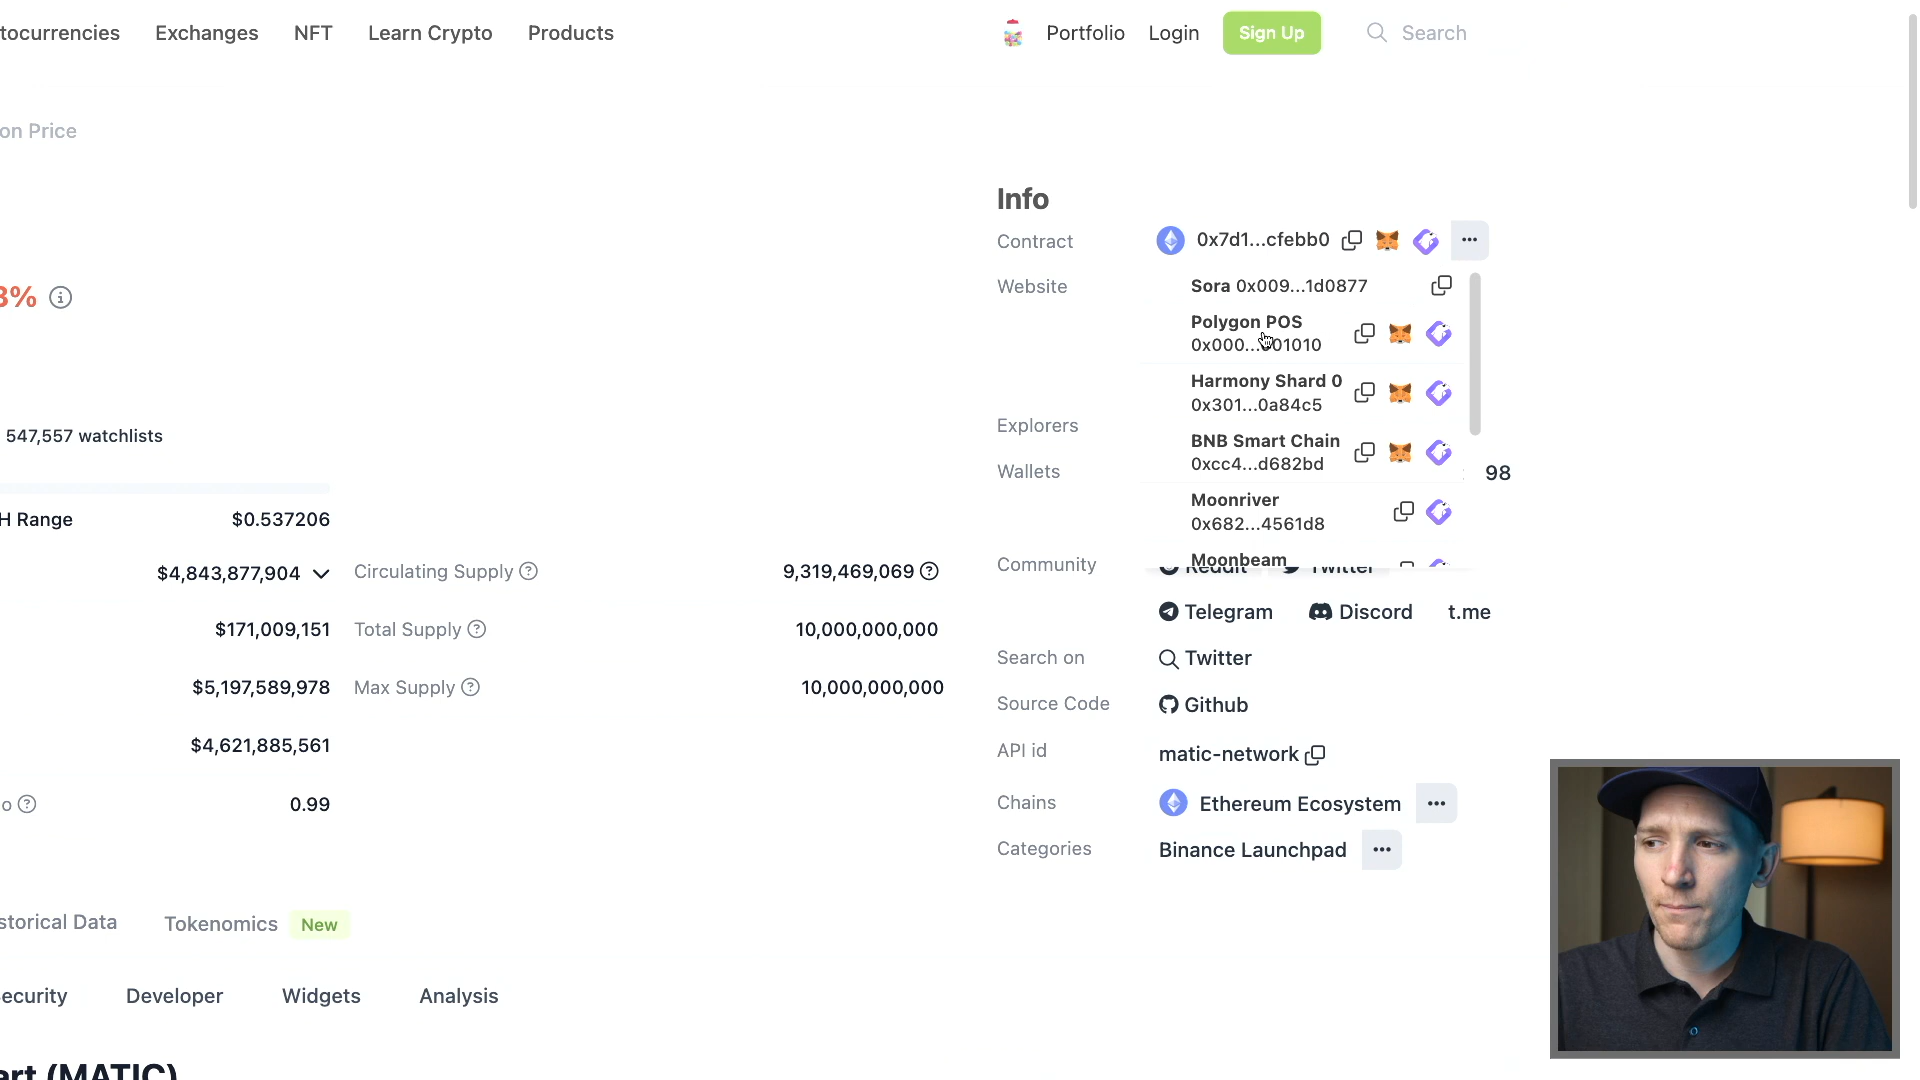 tocurrencies Exchanges NFT Learn Crypto Products Portfolio Login Sign Up Search
on Price
Info
Contract 0x7d1...cfebb0 ...
Website
Sora 0x009...1d0877
Polygon POS
0x000...001010
Harmony Shard 0
0x301...0a84c5
BNB Smart Chain
0xcc4...d682bd
Moonriver
0x682...4561d8
Moonbeam
3%
547,557 watchlists
Explorers
Wallets 98
H Range $0.537206
$4,843,877,904 Circulating Supply 9,319,469,069
$171,009,151 Total Supply 10,000,000,000
$5,197,589,978 Max Supply 10,000,000,000
$4,621,885,561
o 0.99
Community Reddit Twitter
Telegram Discord t.me
Search on Twitter
Source Code Github
API id matic-network
Chains Ethereum Ecosystem ...
Categories Binance Launchpad ...
storical Data Tokenomics New
ecurity Developer Widgets Analysis
art (MATIC)